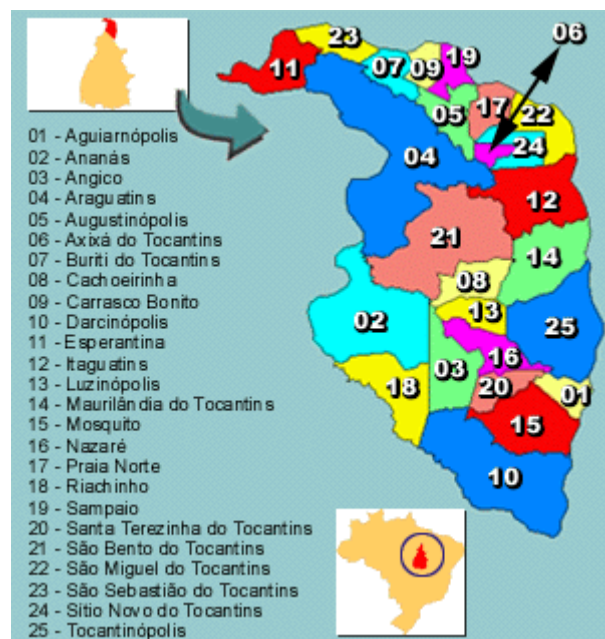 06
23
19
11
07
09
17
05
22
24
04
12
21
14
08
13
25
02
16
03
18
20
01
15
10
01 - Aguiarnópolis
02 - Ananás
03 - Angico
04 - Araguatins
05 - Augustinópolis
06 - Axixá do Tocantins
07 - Buriti do Tocantins
08 - Cachoeirinha
09 - Carrasco Bonito
10 - Darcinópolis
11 - Esperantina
12 - Itaguatins
13 - Luzinópolis
14 - Maurilândia do Tocantins
15 - Mosquito
16 - Nazaré
17 - Praia Norte
18 - Riachinho
19 - Sampaio
20 - Santa Terezinha do Tocantins
21 - São Bento do Tocantins
22 - São Miguel do Tocantins
23 - São Sebastião do Tocantins
24 - Sítio Novo do Tocantins
25 - Tocantinópolis